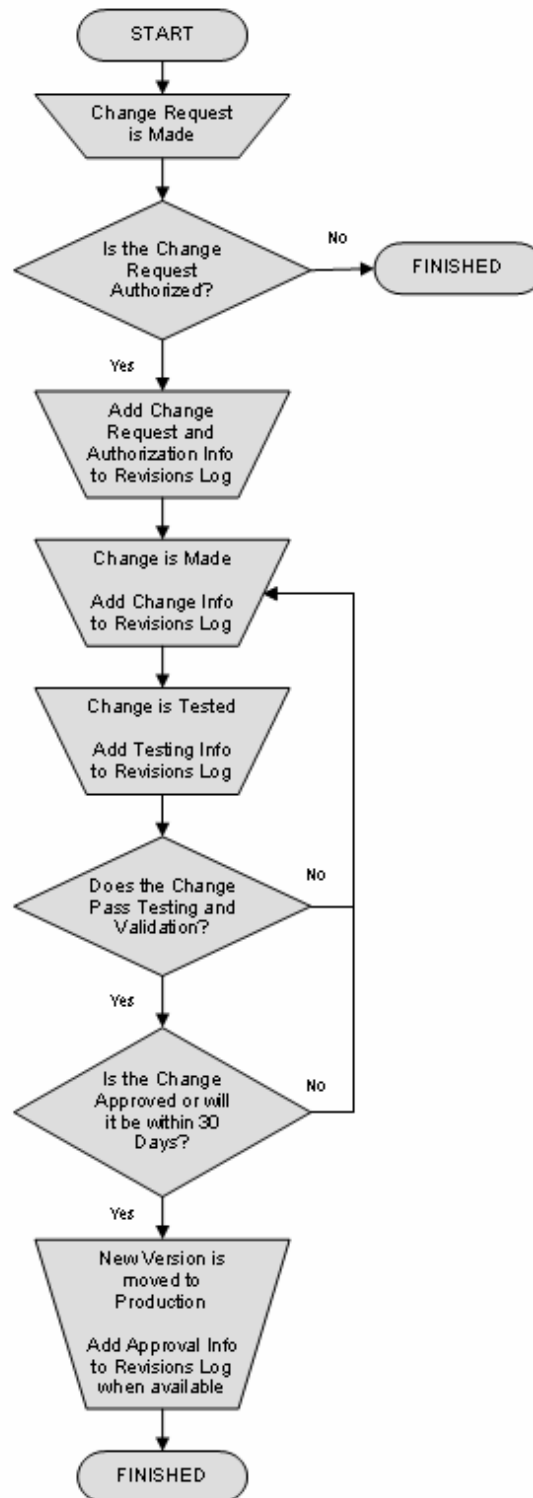 START
Change Request
is Made
Is the Change
Request
Authorized?
No
FINISHED
Yes
Add Change
Request and
Authorization Info
to Revisions Log
Change is Made
Add Change Info
to Revisions Log
Change is Tested
Add Testing Info
to Revisions Log
Does the Change
Pass Testing and
Validation?
No
Yes
Is the Change
Approved or will
it be within 30
Days?
No
Yes
New Version is
moved to
Production
Add Approval Info
to Revisions Log
when available
FINISHED